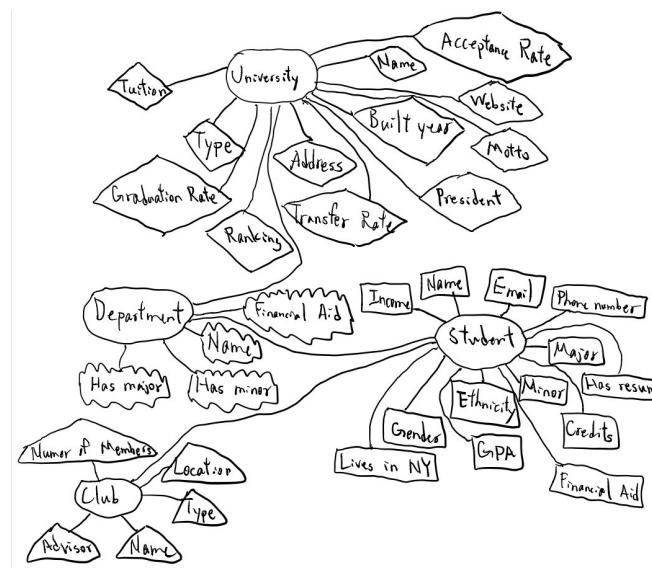 Acceptance Rate
Name
University
Tuition
Website
Built year
Type
Motto
Address
Graduation Rate
President
Transfer Rate
Ranking
Department
Financial Aid
Name
Has major
Has minor
Income
Name
Email
Phone number
Student
Major
Has resum
Minor
Ethnicity
Gender
Credits
GPA
Lives in NY
Financial Aid
Numer of Members
Location
Club
Type
Advisor
Name